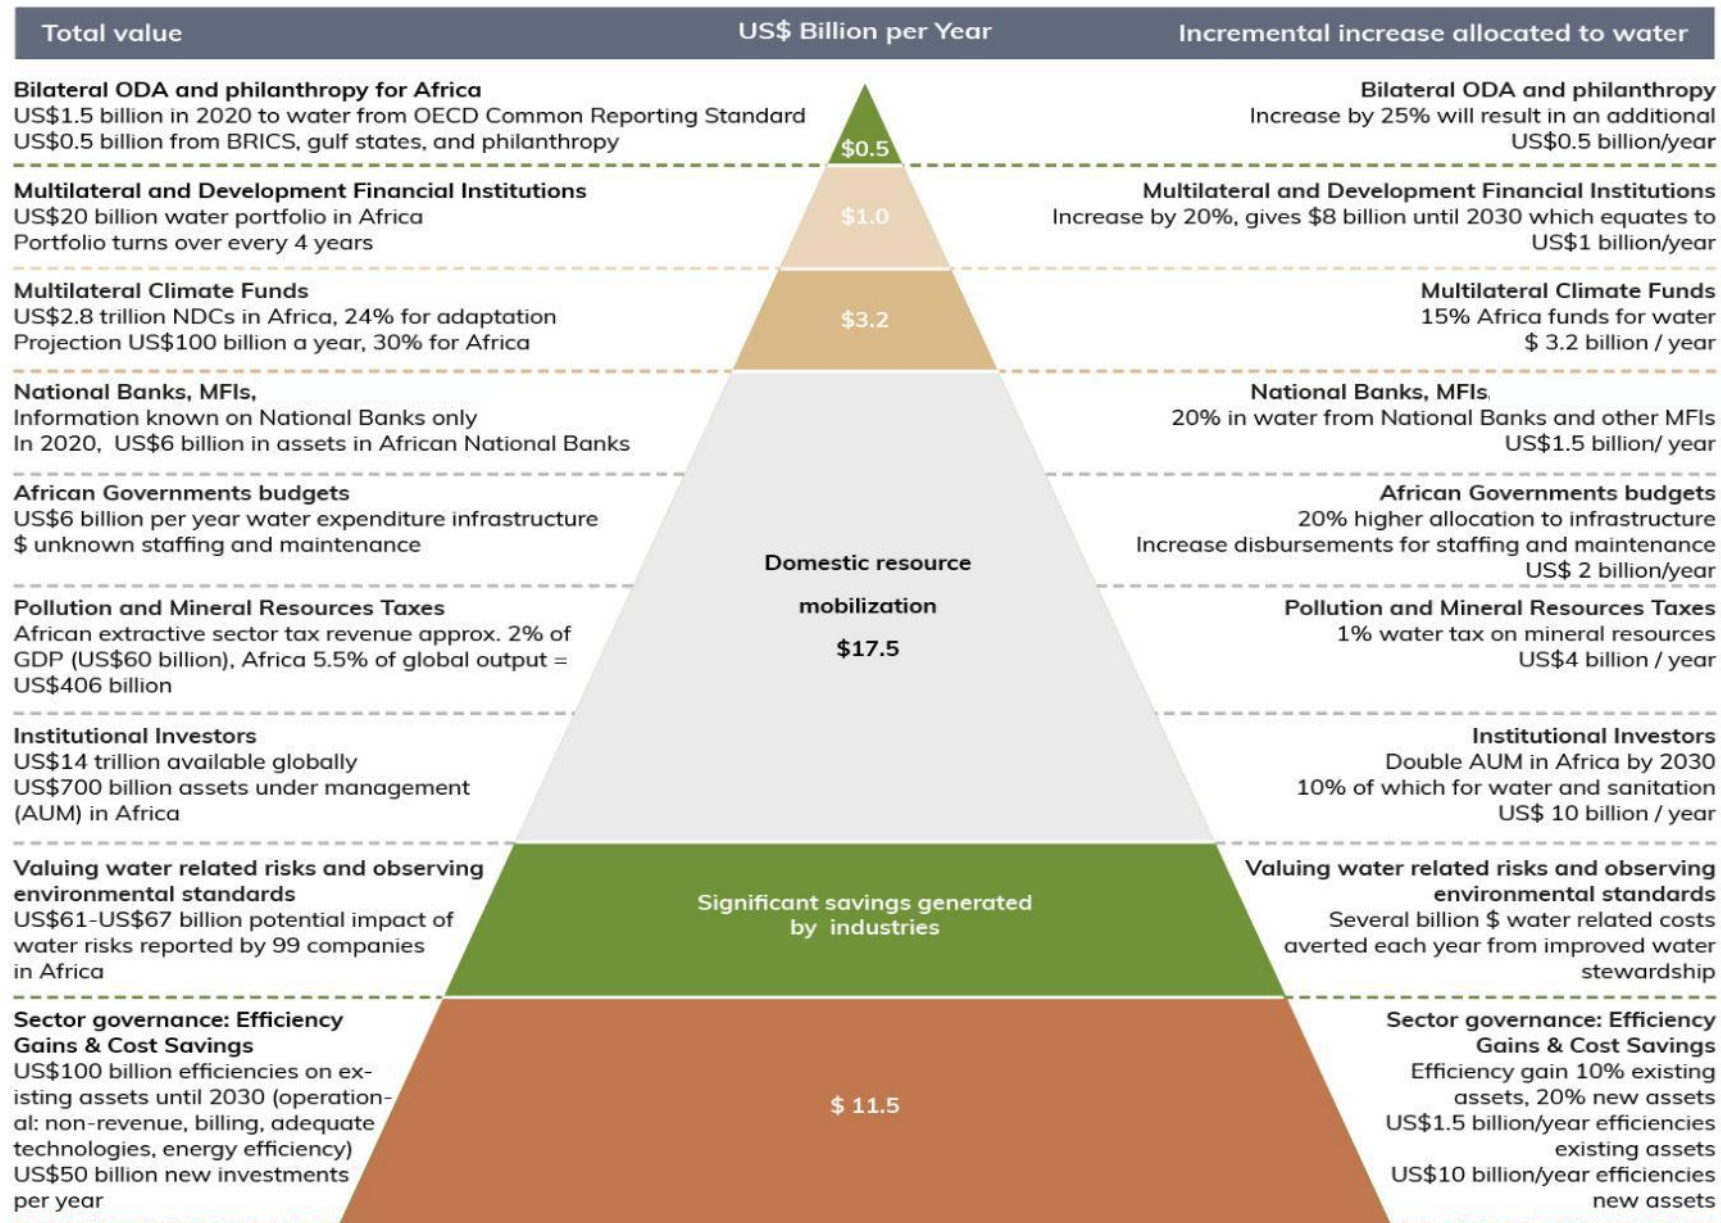 Total value
US$ Billion per Year
Incremental increase allocated to water
Bilateral ODA and philanthropy for Africa
US$1.5 billion in 2020 to water from OECD Common Reporting Standard
US$0.5 billion from BRICS, gulf states, and philanthropy
$0.5
Bilateral ODA and philanthropy
Increase by 25% will result in an additional
US$0.5 billion/year
Multilateral and Development Financial Institutions
US$20 billion water portfolio in Africa
Portfolio turns over every 4 years
$1.0
Multilateral and Development Financial Institutions
Increase by 20%, gives $8 billion until 2030 which equates to
US$1 billion/year
Multilateral Climate Funds
US$2.8 trillion NDCs in Africa, 24% for adaptation
Projection US$100 billion a year, 30% for Africa
$3.2
Multilateral Climate Funds
15% Africa funds for water
$ 3.2 billion / year
National Banks, MFIs,
Information known on National Banks only
In 2020, US$6 billion in assets in African National Banks
National Banks, MFIs,
20% in water from National Banks and other MFIs
US$1.5 billion/ year
African Governments budgets
US$6 billion per year water expenditure infrastructure
$ unknown staffing and maintenance
African Governments budgets
20% higher allocation to infrastructure
Increase disbursements for staffing and maintenance
US$ 2 billion/year
Domestic resource
mobilization
$17.5
Pollution and Mineral Resources Taxes
African extractive sector tax revenue approx. 2% of
GDP (US$60 billion), Africa 5.5% of global output =
US$406 billion
Pollution and Mineral Resources Taxes
1% water tax on mineral resources
US$4 billion / year
Institutional Investors
US$14 trillion available globally
US$700 billion assets under management
(AUM) in Africa
Institutional Investors
Double AUM in Africa by 2030
10% of which for water and sanitation
US$ 10 billion / year
Valuing water related risks and observing
environmental standards
US$61-US$67 billion potential impact of
water risks reported by 99 companies
in Africa
Significant savings generated
by industries
Valuing water related risks and observing
environmental standards
Several billion $ water related costs
averted each year from improved water
stewardship
Sector governance: Efficiency
Gains & Cost Savings
US$100 billion efficiencies on ex-
isting assets until 2030 (operation-
al: non-revenue, billing, adequate
technologies, energy efficiency)
US$50 billion new investments
per year
$ 11.5
Sector governance: Efficiency
Gains & Cost Savings
Efficiency gain 10% existing
assets, 20% new assets
US$1.5 billion/year efficiencies
existing assets
US$10 billion/year efficiencies
new assets